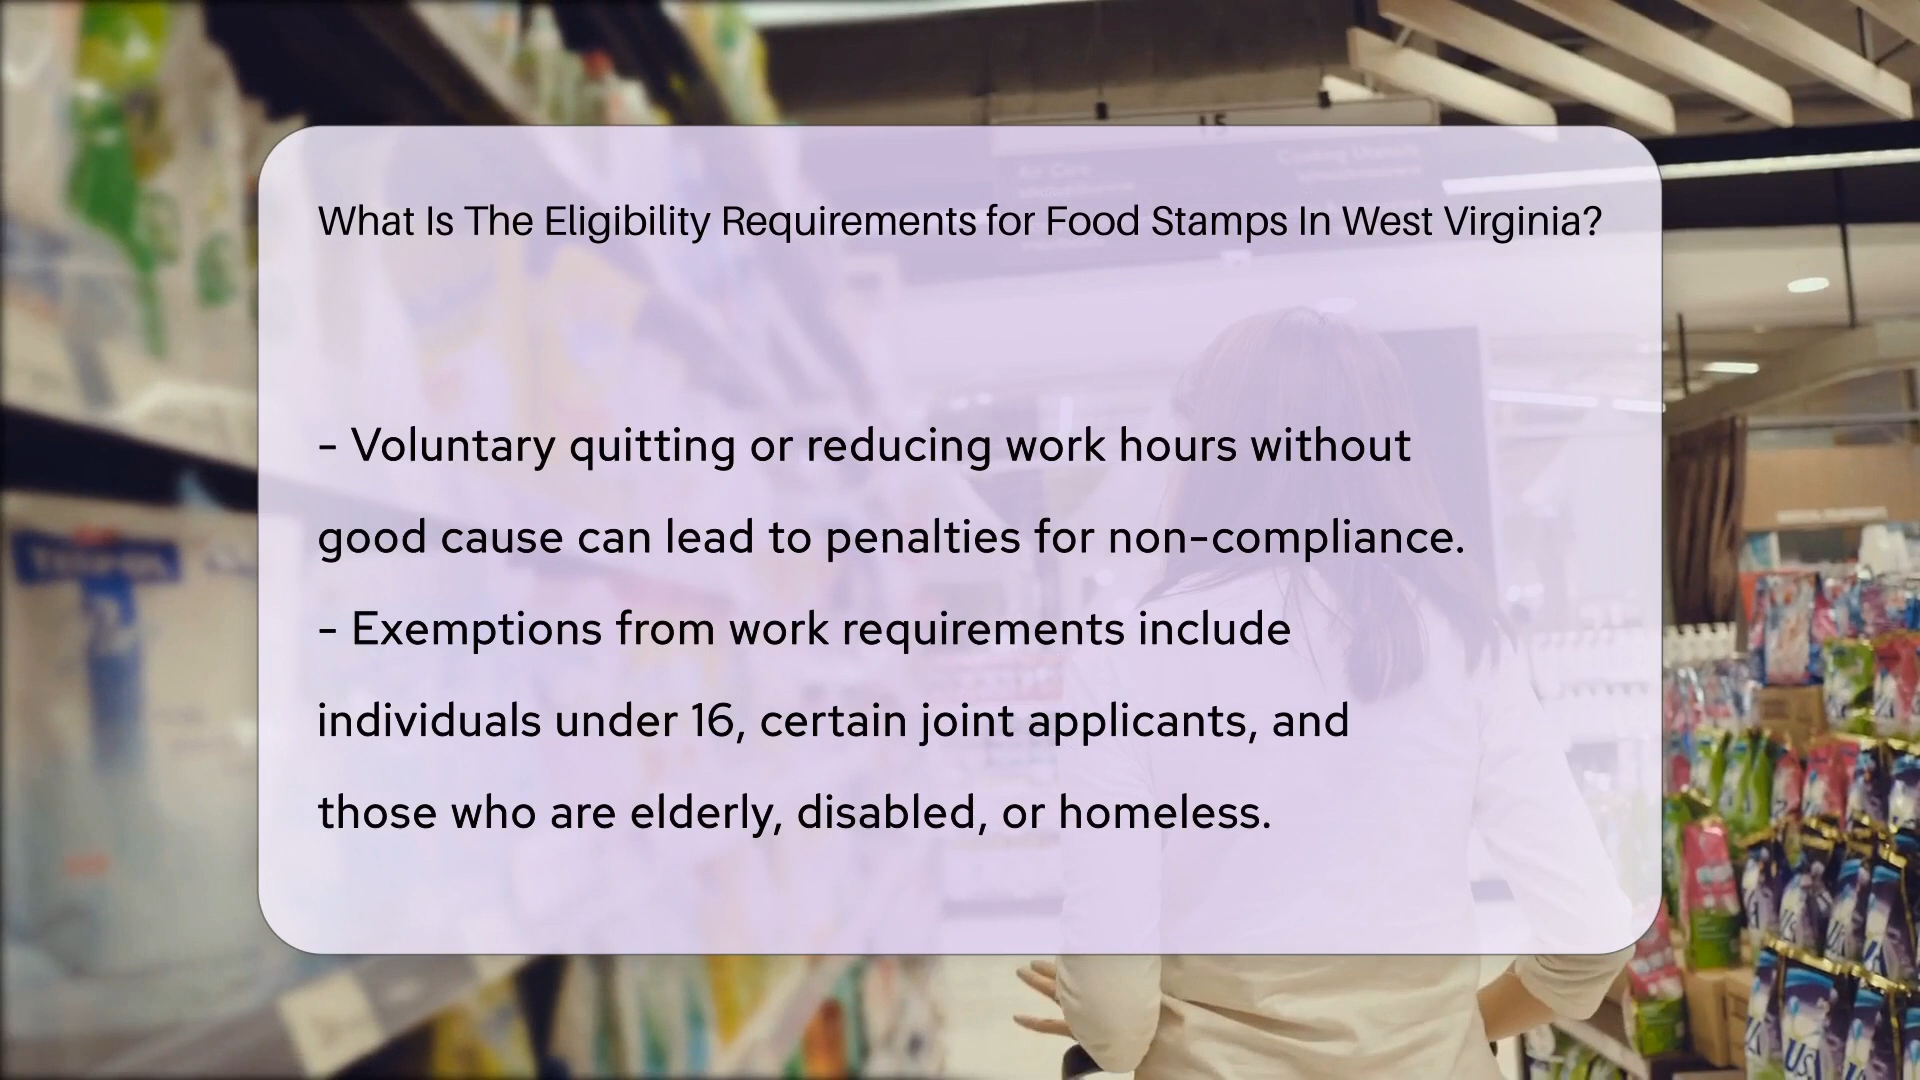 15
What Is The Eligibility Requirements for Food Stamps In West Virginia?
- Voluntary quitting or reducing work hours without
good cause can lead to penalties for non-compliance.
- Exemptions from work requirements include
individuals under 16, certain joint applicants, and
those who are elderly, disabled, or homeless.